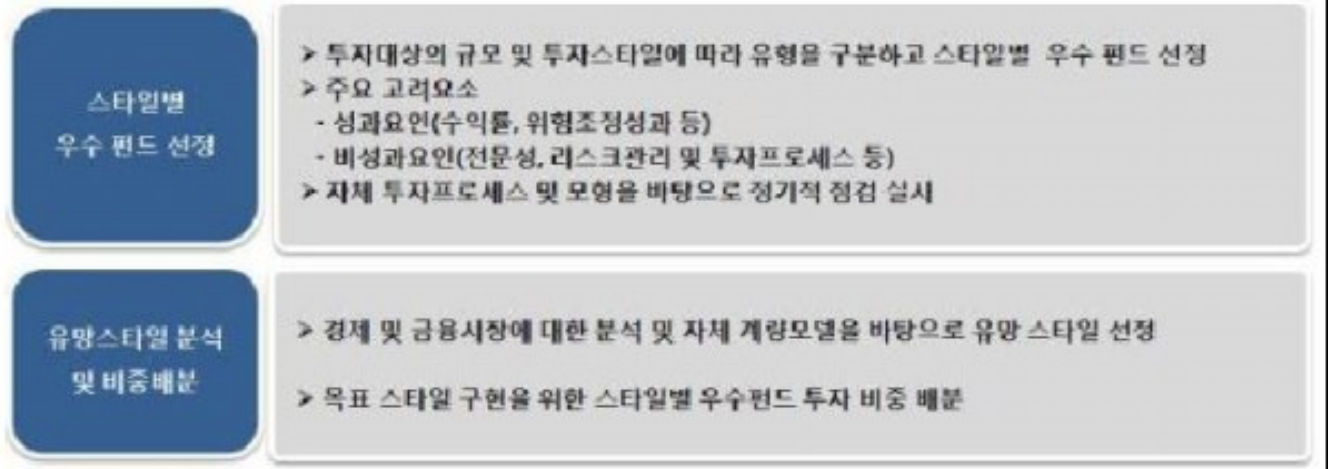 스타일별
우수 펀드 선정
➢ 투자대상의 규모 및 투자스타일에 따라 유형을 구분하고 스타일별 우수 펀드 선정
➢ 주요 고려요소
- 성과요인(수익률, 위험조정성과 등)
- 비성과요인(전문성, 리스크관리 및 투자프로세스 등)
➢ 자체 투자프로세스 및 모형을 바탕으로 정기적 점검 실시
유망스타일 분석
및 비중배분
➢ 경제 및 금융시장에 대한 분석 및 자체 계량모델을 바탕으로 유망 스타일 선정
➢ 목표 스타일 구현을 위한 스타일별 우수펀드 투자 비중 배분